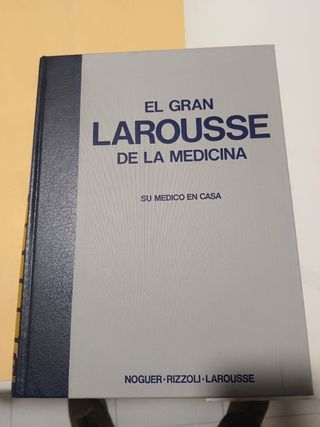 EL GRAN
LAROUSSE
DE LA MEDICINA
SU MEDICO EN CASA
NOGUER·RIZZOLI·LAROUSSE